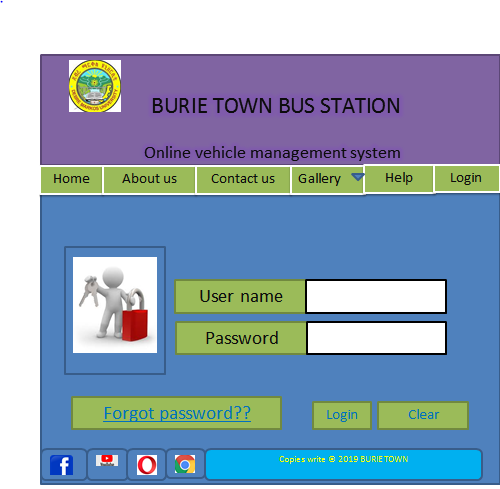 BURIE TOWN BUS STATION
Online vehicle management system
Home About us Contact us Gallery Help Login
User name
Password
Forgot password??
Login Clear
Copies write © 2019 BURIETOWN